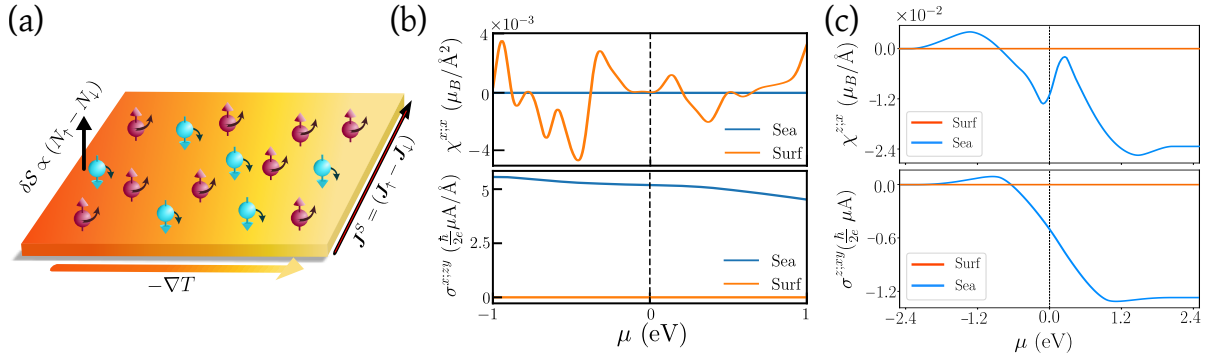 (a)
δS ∝ (N↑ − N↓)
J^S = (J↑ − J↓)
−∇T
(b)
×10⁻³
χ^{x;x} (μ_B/Å²)
4
0
−4
Sea
Surf
σ^{x;zy} (ħ/2e μA/Å)
5
0
Sea
Surf
−1 0 1
μ (eV)
(c)
×10⁻²
χ^{z;x} (μ_B/Å)
0.0
−1.2
−2.4
Surf
Sea
σ^{z;xy} (ħ/2e μA)
0.0
−0.6
−1.2
Surf
Sea
−2.4 −1.2 0.0 1.2 2.4
μ (eV)